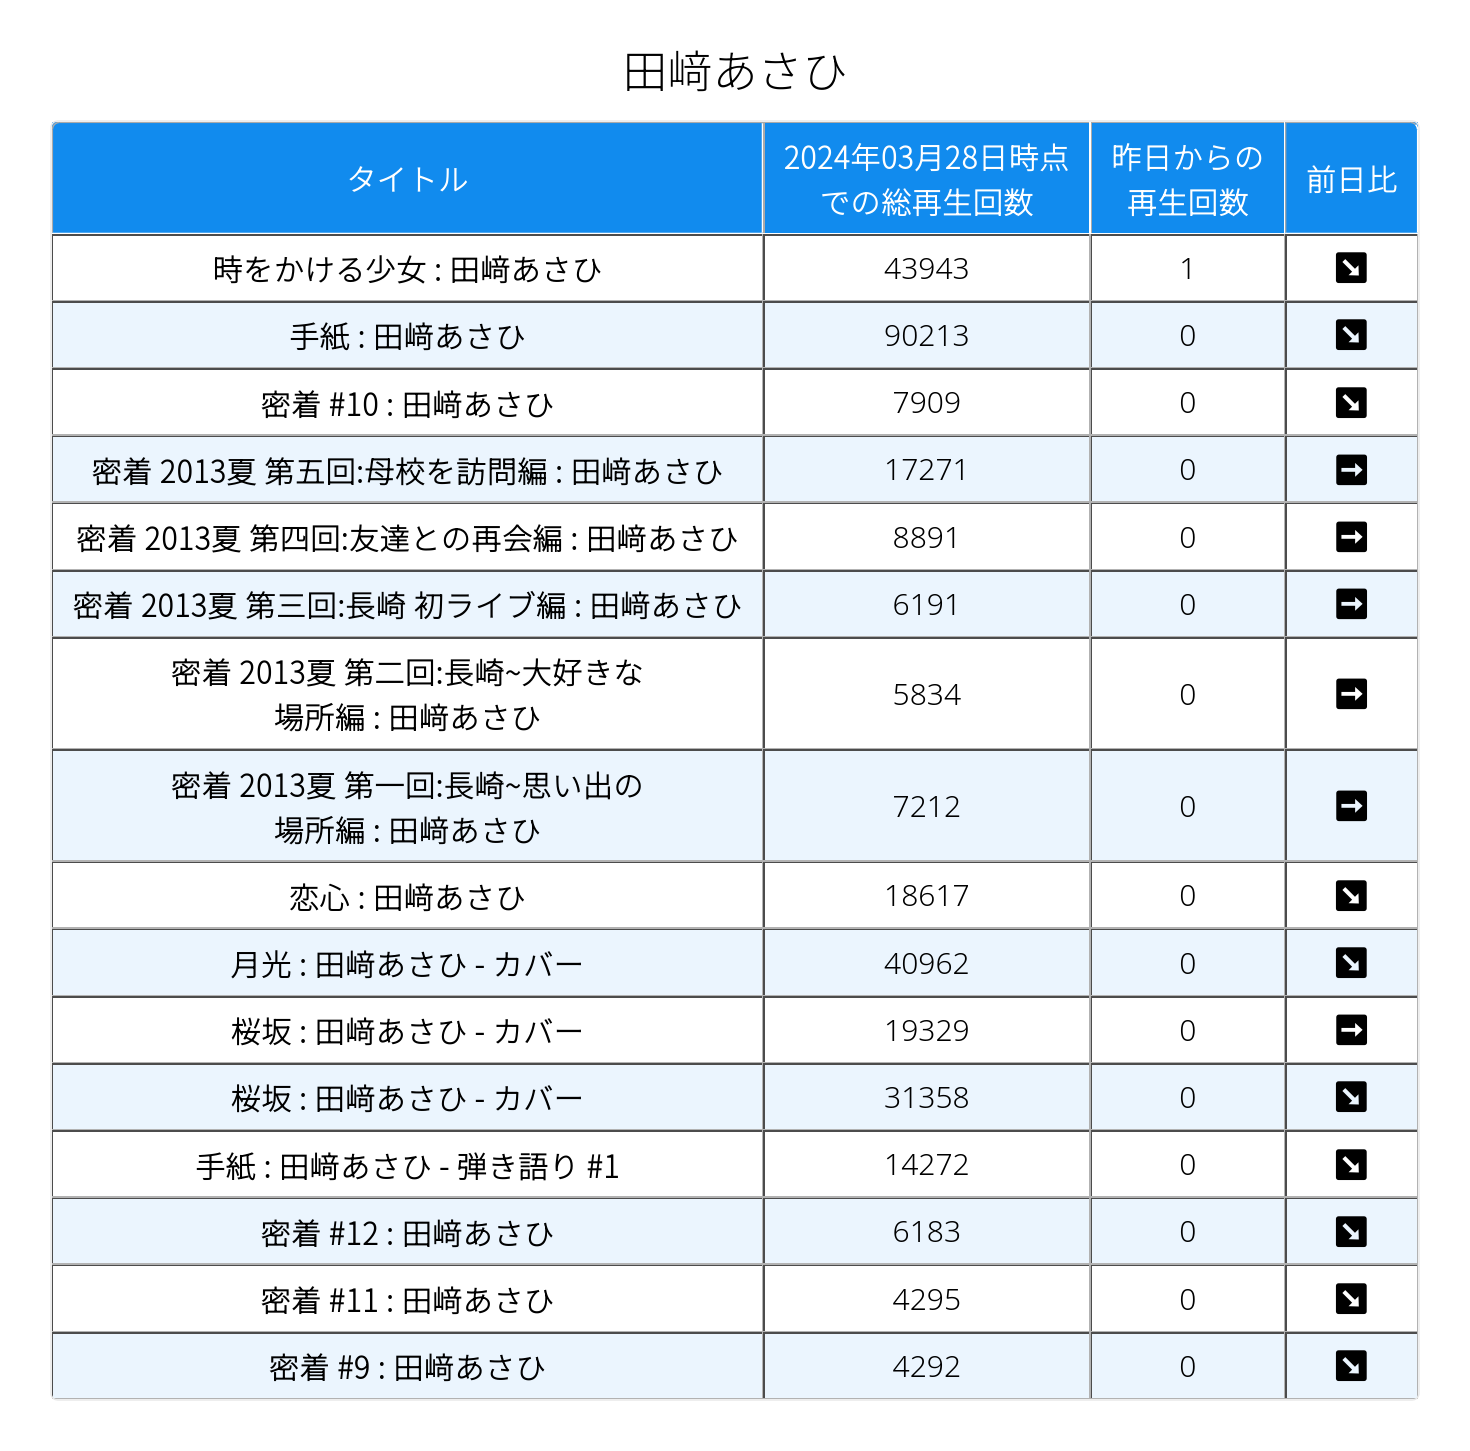 田﨑あさひ
タイトル
2024年03月28日時点
での総再生回数
昨日からの
再生回数
前日比
時をかける少女 : 田﨑あさひ 43943 1 ↘
手紙 : 田﨑あさひ 90213 0 ↘
密着 #10 : 田﨑あさひ 7909 0 ↘
密着 2013夏 第五回:母校を訪問編 : 田﨑あさひ 17271 0 ➡
密着 2013夏 第四回:友達との再会編 : 田﨑あさひ 8891 0 ➡
密着 2013夏 第三回:長崎 初ライブ編 : 田﨑あさひ 6191 0 ➡
密着 2013夏 第二回:長崎~大好きな
場所編 : 田﨑あさひ 5834 0 ➡
密着 2013夏 第一回:長崎~思い出の
場所編 : 田﨑あさひ 7212 0 ➡
恋心 : 田﨑あさひ 18617 0 ↘
月光 : 田﨑あさひ - カバー 40962 0 ↘
桜坂 : 田﨑あさひ - カバー 19329 0 ➡
桜坂 : 田﨑あさひ - カバー 31358 0 ↘
手紙 : 田﨑あさひ - 弾き語り #1 14272 0 ↘
密着 #12 : 田﨑あさひ 6183 0 ↘
密着 #11 : 田﨑あさひ 4295 0 ↘
密着 #9 : 田﨑あさひ 4292 0 ↘